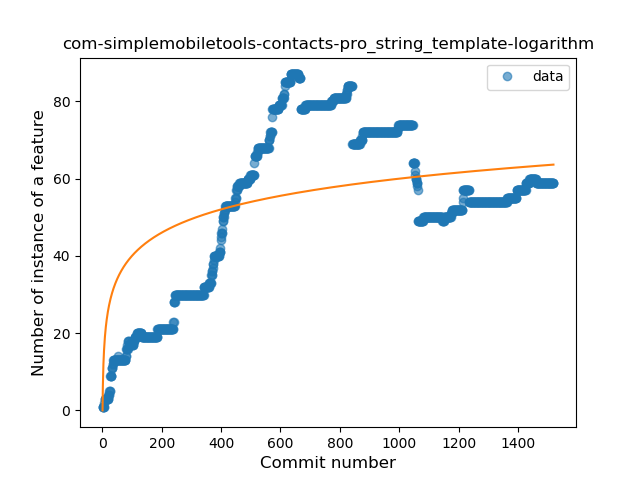 com-simplemobiletools-contacts-pro_string_template-logarithm
data
Number of instance of a feature
80
60
40
20
0
0 200 400 600 800 1000 1200 1400
Commit number